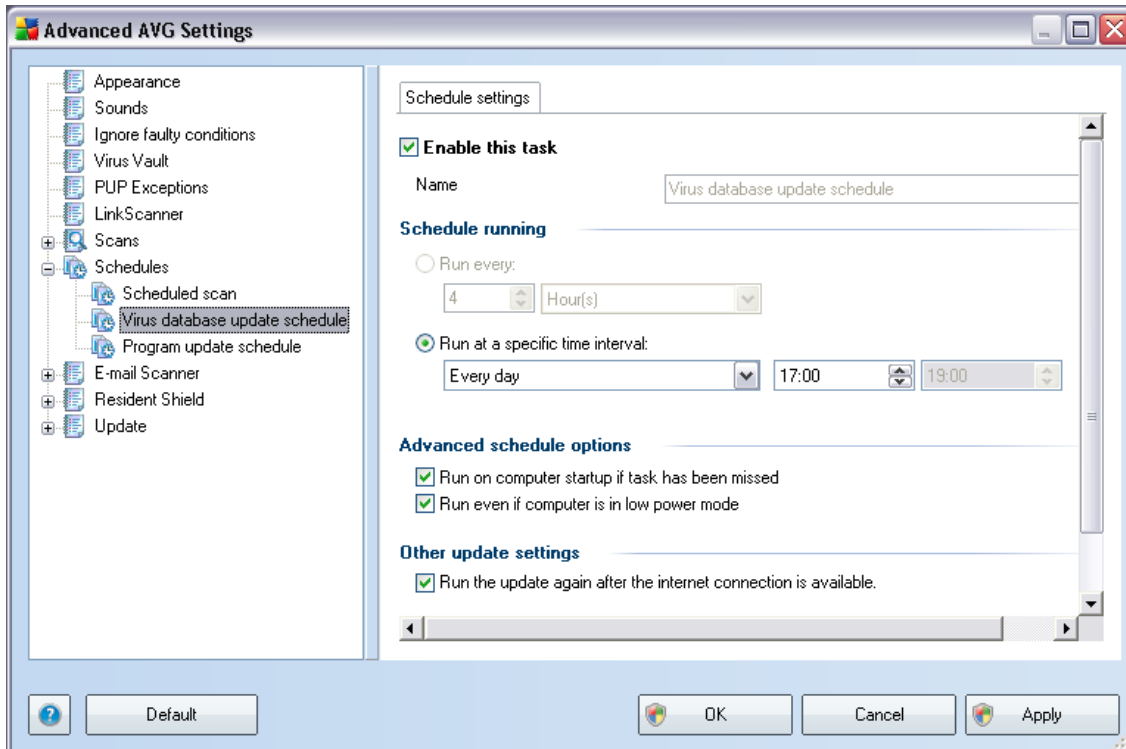 Advanced AVG Settings
Appearance
Sounds
Ignore faulty conditions
Virus Vault
PUP Exceptions
LinkScanner
Scans
Schedules
Scheduled scan
Virus database update schedule
Program update schedule
E-mail Scanner
Resident Shield
Update
Schedule settings
Enable this task
Name
Virus database update schedule
Schedule running
Run every:
4 Hour(s)
Run at a specific time interval:
Every day 17:00 19:00
Advanced schedule options
Run on computer startup if task has been missed
Run even if computer is in low power mode
Other update settings
Run the update again after the internet connection is available.
? Default OK Cancel Apply